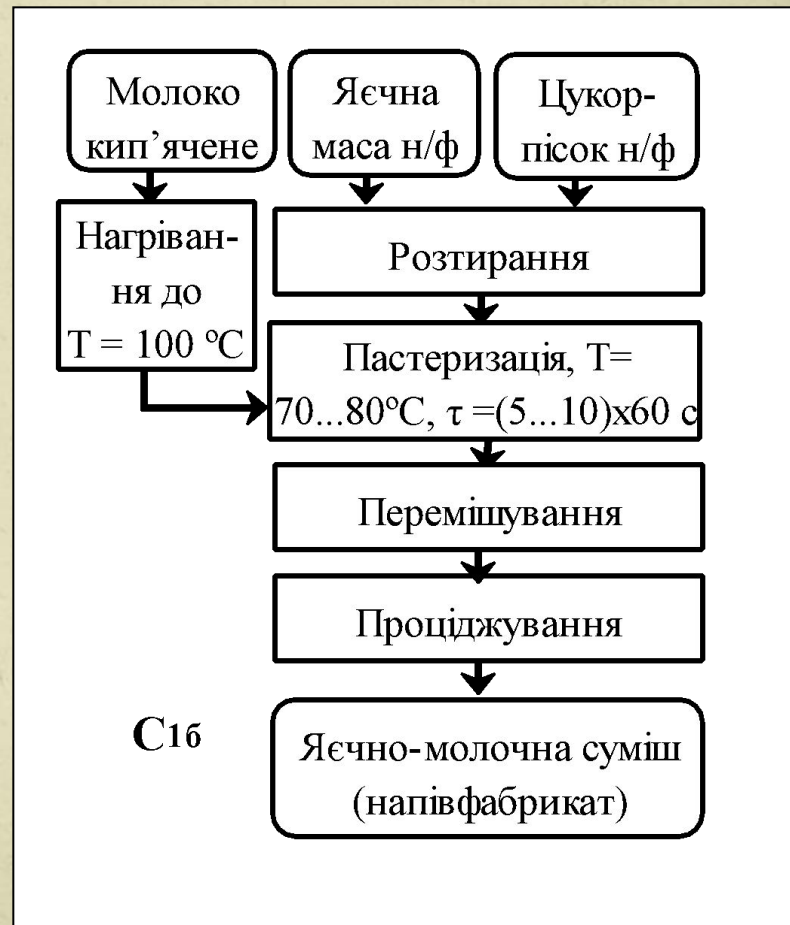 Молоко
кип’ячене
Яєчна
маса н/ф
Цукор-
пісок н/ф
Нагріван-
ня до
Т = 100 ºС
Розтирання
Пастеризація, Т=
70...80ºС, τ =(5...10)х60 с
Перемішування
Проціджування
С1б
Яєчно-молочна суміш
(напівфабрикат)